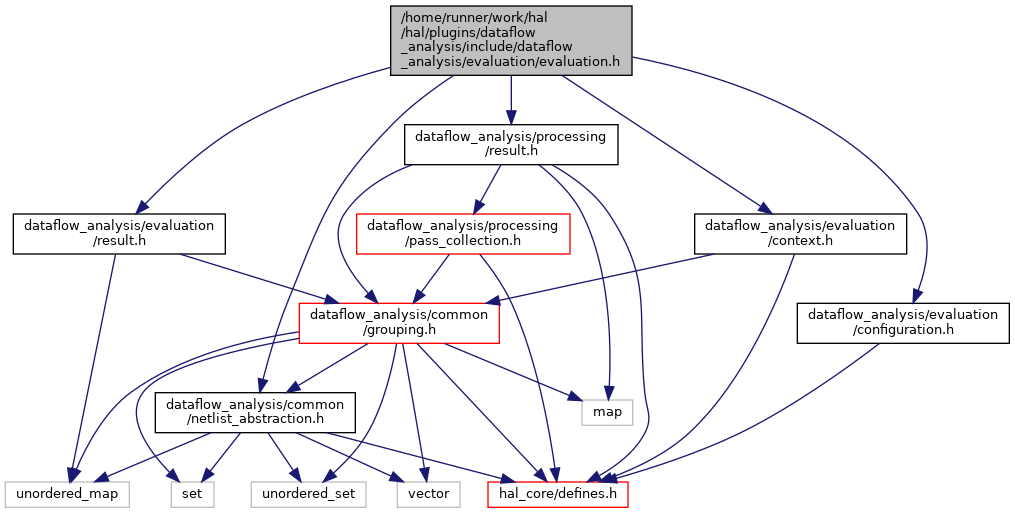 /home/runner/work/hal
/hal/plugins/dataflow
_analysis/include/dataflow
_analysis/evaluation/evaluation.h
dataflow_analysis/processing
/result.h
dataflow_analysis/evaluation
/result.h
dataflow_analysis/processing
/pass_collection.h
dataflow_analysis/evaluation
/context.h
dataflow_analysis/common
/grouping.h
dataflow_analysis/evaluation
/configuration.h
dataflow_analysis/common
/netlist_abstraction.h
map
unordered_map
set
unordered_set
vector
hal_core/defines.h